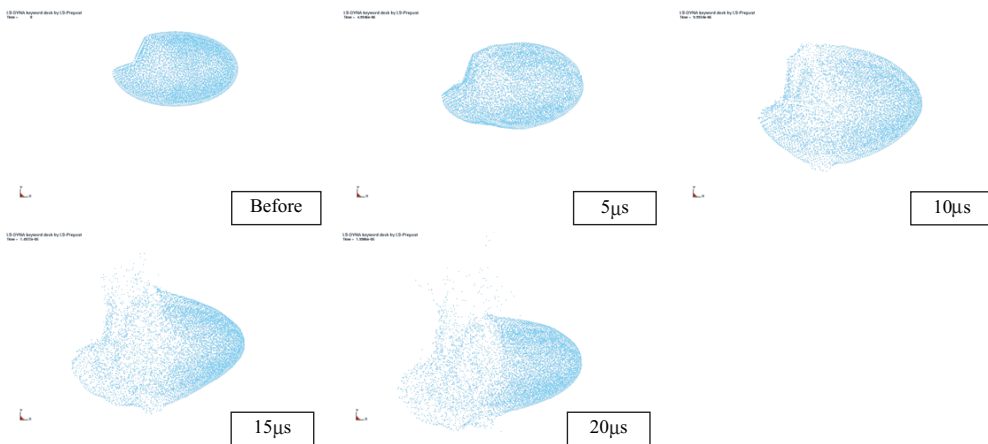 LS-DYNA keyword deck by LS-Prepost
LS-DYNA keyword deck by LS-Prepost
LS-DYNA keyword deck by LS-Prepost
Time = 0
Before
5μs
10μs
LS-DYNA keyword deck by LS-Prepost
LS-DYNA keyword deck by LS-Prepost
15μs
20μs